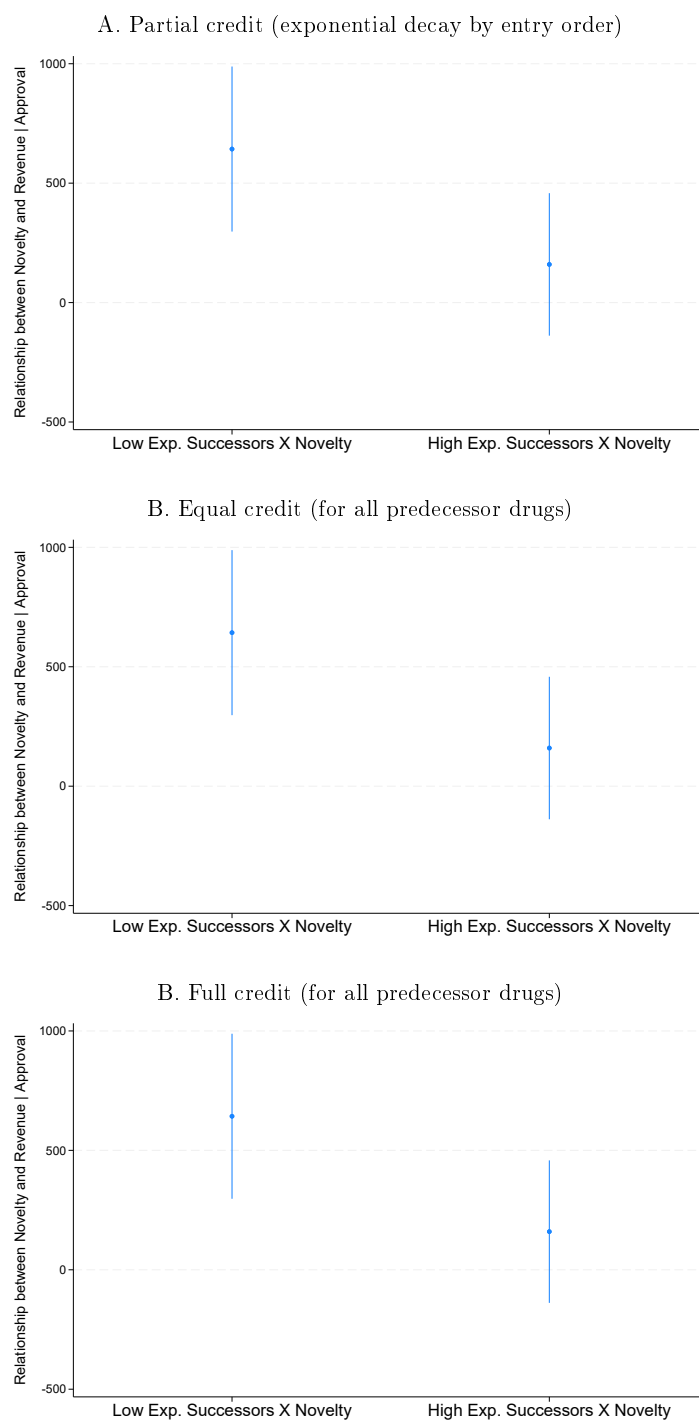 A. Partial credit (exponential decay by entry order)
Relationship between Novelty and Revenue | Approval
1000
500
0
-500
Low Exp. Successors X Novelty
High Exp. Successors X Novelty
B. Equal credit (for all predecessor drugs)
Relationship between Novelty and Revenue | Approval
1000
500
0
-500
Low Exp. Successors X Novelty
High Exp. Successors X Novelty
B. Full credit (for all predecessor drugs)
Relationship between Novelty and Revenue | Approval
1000
500
0
-500
Low Exp. Successors X Novelty
High Exp. Successors X Novelty